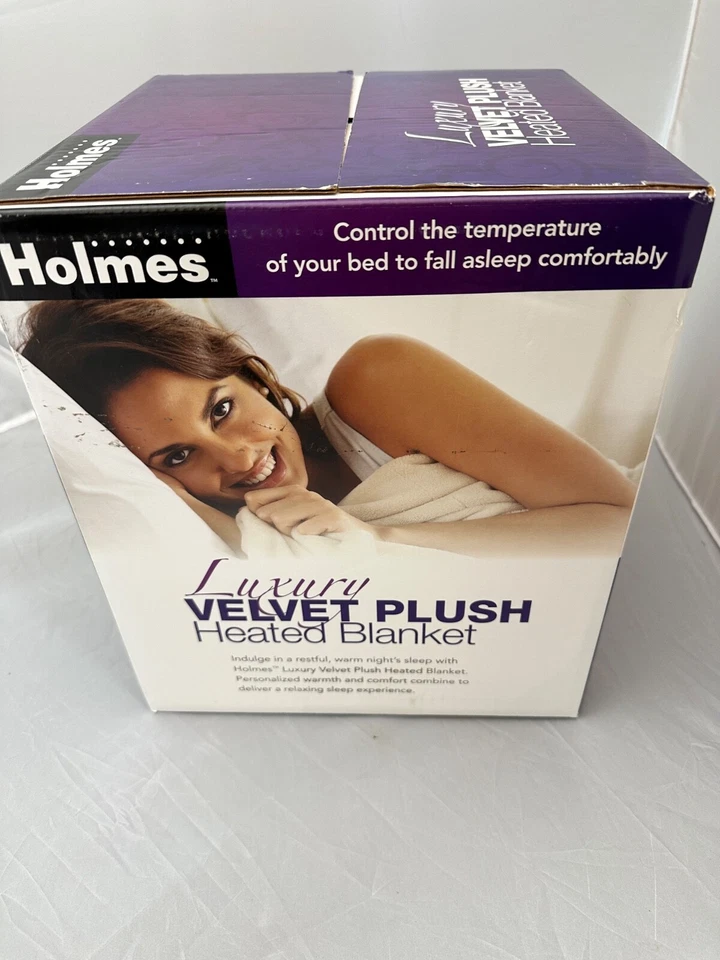 Holmes
Luxury
VELVET PLUSH
Heated Blanket
Holmes™
Control the temperature
of your bed to fall asleep comfortably
Luxury
VELVET PLUSH
Heated Blanket
Indulge in a restful, warm night's sleep with
Holmes™ Luxury Velvet Plush Heated Blanket.
Personalized warmth and comfort combine to
deliver a relaxing sleep experience.